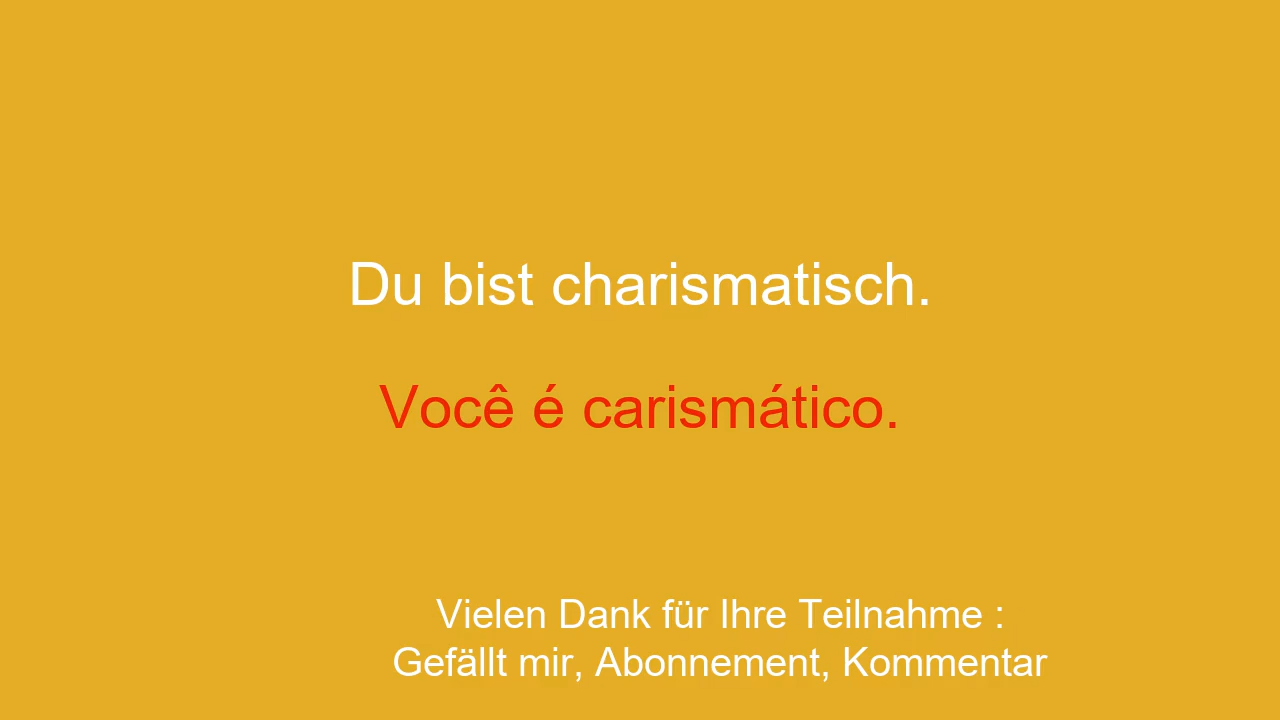 Du bist charismatisch.
Você é carismático.
Vielen Dank für Ihre Teilnahme :
Gefällt mir, Abonnement, Kommentar